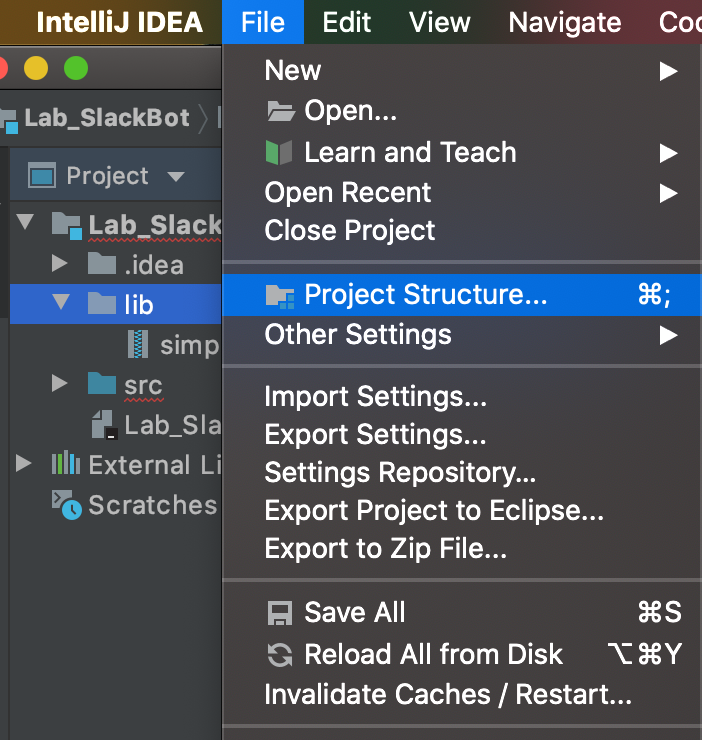 IntelliJ IDEA File Edit View Navigate
Lab_SlackBot
Project
Lab_Slack
.idea
lib
simp
src
Lab_Sla
External Li
Scratches
New
Open...
Learn and Teach
Open Recent
Close Project
Project Structure... ⌘;
Other Settings
Import Settings...
Export Settings...
Settings Repository...
Export Project to Eclipse...
Export to Zip File...
Save All ⌘S
Reload All from Disk ⌥⌘Y
Invalidate Caches / Restart...